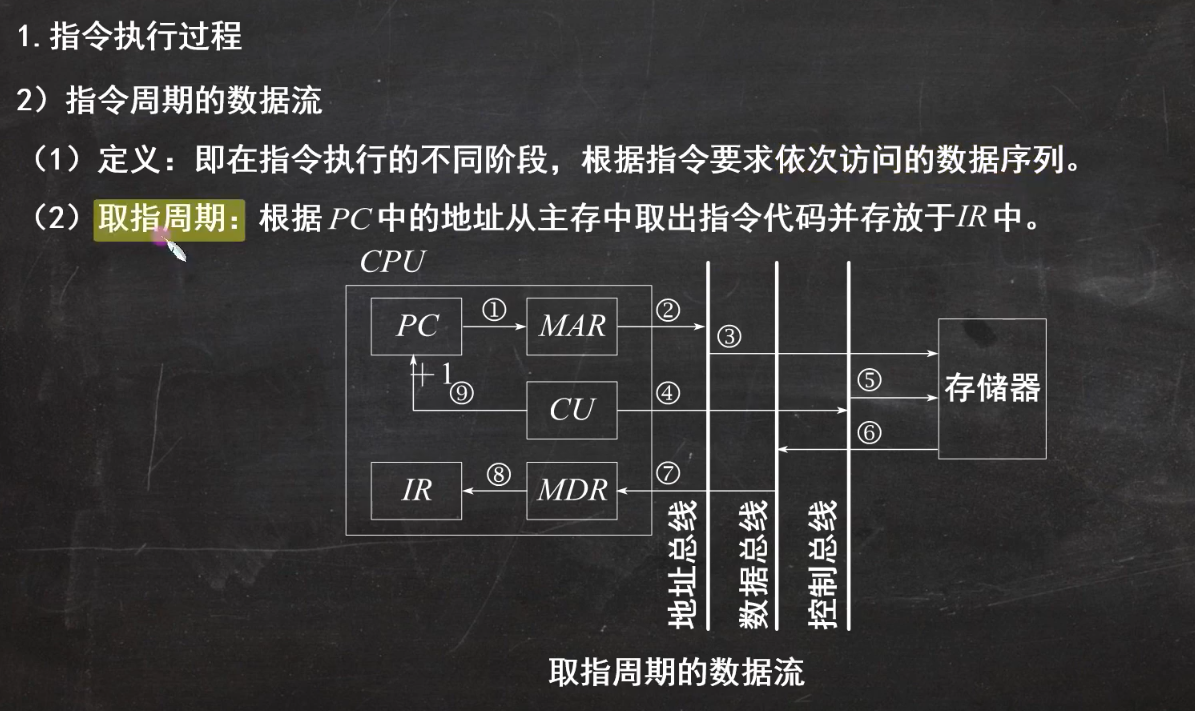 1.指令执行过程
2）指令周期的数据流
（1）定义：即在指令执行的不同阶段，根据指令要求依次访问的数据序列。
（2）取指周期：根据PC中的地址从主存中取出指令代码并存放于IR中。
CPU
PC ① MAR ② ③
+1 ⑨ CU ④ ⑤ 存储器
⑥
IR ⑧ MDR ⑦
地址总线 数据总线 控制总线
取指周期的数据流